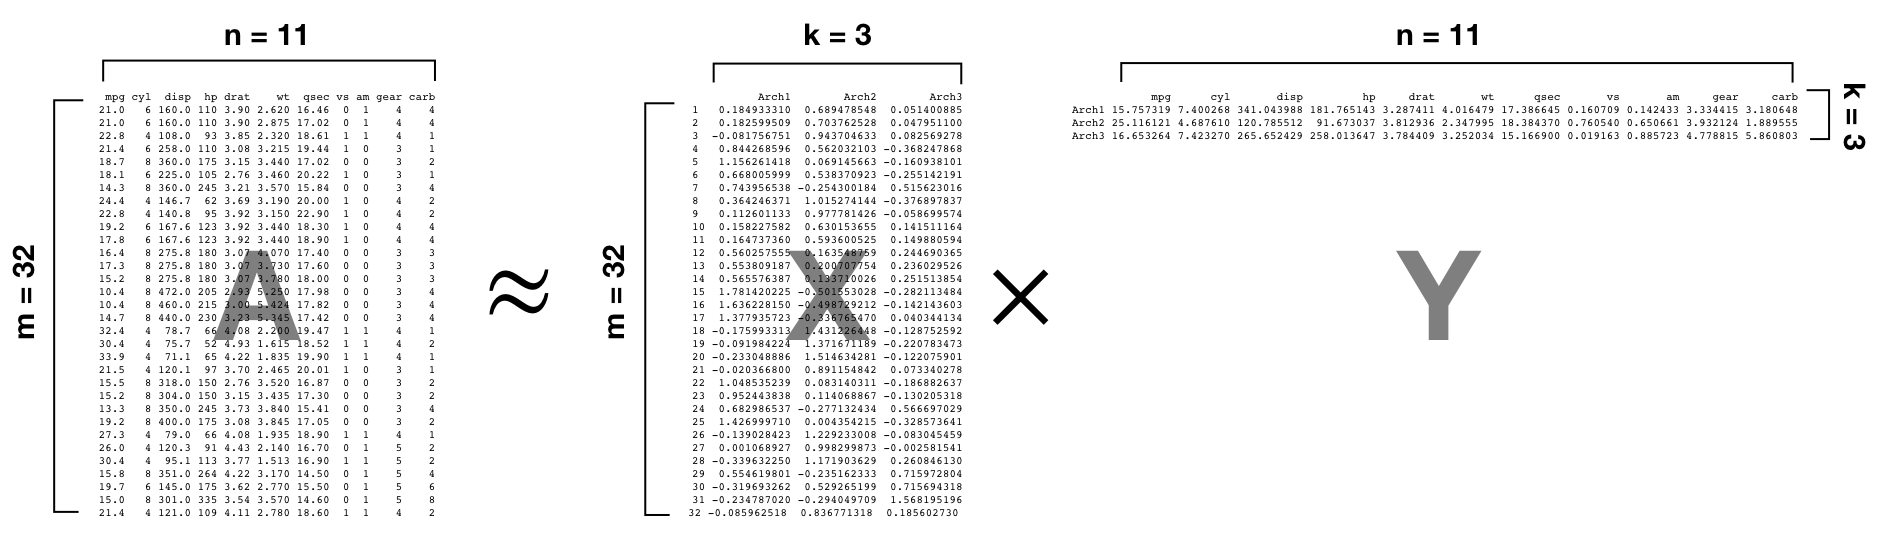 n = 11
m = 32
mpg cyl disp hp drat wt qsec vs am gear carb
21.0 6 160.0 110 3.90 2.620 16.46 0 1 4 4
21.0 6 160.0 110 3.90 2.875 17.02 0 1 4 4
22.8 4 108.0 93 3.85 2.320 18.61 1 1 4 1
21.4 6 258.0 110 3.08 3.215 19.44 1 0 3 1
18.7 8 360.0 175 3.15 3.440 17.02 0 0 3 2
18.1 6 225.0 105 2.76 3.460 20.22 1 0 3 1
14.3 8 360.0 245 3.21 3.570 15.84 0 0 3 4
24.4 4 146.7 62 3.69 3.190 20.00 1 0 4 2
22.8 4 140.8 95 3.92 3.150 22.90 1 0 4 2
19.2 6 167.6 123 3.92 3.440 18.30 1 0 4 4
17.8 6 167.6 123 3.92 3.440 18.90 1 0 4 4
16.4 8 275.8 180 3.07 4.070 17.40 0 0 3 3
17.3 8 275.8 180 3.07 3.730 17.60 0 0 3 3
15.2 8 275.8 180 3.07 3.780 18.00 0 0 3 3
10.4 8 472.0 205 2.93 5.250 17.98 0 0 3 4
10.4 8 460.0 215 3.00 5.424 17.82 0 0 3 4
14.7 8 440.0 230 3.23 5.345 17.42 0 0 3 4
32.4 4 78.7 66 4.08 2.200 19.47 1 1 4 1
30.4 4 75.7 52 4.93 1.615 18.52 1 1 4 2
33.9 4 71.1 65 4.22 1.835 19.90 1 1 4 1
21.5 4 120.1 97 3.70 2.465 20.01 1 0 3 1
15.5 8 318.0 150 2.76 3.520 16.87 0 0 3 2
15.2 8 304.0 150 3.15 3.435 17.30 0 0 3 2
13.3 8 350.0 245 3.73 3.840 15.41 0 0 3 4
19.2 8 400.0 175 3.08 3.845 17.05 0 0 3 2
27.3 4 79.0 66 4.08 1.935 18.90 1 1 4 1
26.0 4 120.3 91 4.43 2.140 16.70 0 1 5 2
30.4 4 95.1 113 3.77 1.513 16.90 1 1 5 2
15.8 8 351.0 264 4.22 3.170 14.50 0 1 5 4
19.7 6 145.0 175 3.62 2.770 15.50 0 1 5 6
15.0 8 301.0 335 3.54 3.570 14.60 0 1 5 8
21.4 4 121.0 109 4.11 2.780 18.60 1 1 4 2
A
≈
k = 3
m = 32
Arch1 Arch2 Arch3
1 0.184933310 0.689478548 0.051400885
2 0.182599509 0.703762528 0.047951100
3 -0.081756751 0.943704633 0.082569278
4 0.844268596 0.562032103 -0.368247868
5 1.156261418 0.069145663 -0.160938101
6 0.668005999 0.538370923 -0.255142191
7 0.743956538 -0.254300184 0.515623016
8 0.364246371 1.015274144 -0.376897837
9 0.112601133 0.977781426 -0.058699574
10 0.158227582 0.630153655 0.141511164
11 0.164737360 0.593600525 0.149880594
12 0.560257555 0.163548759 0.244690365
13 0.553809187 0.200707754 0.236029526
14 0.565576387 0.133710026 0.251513854
15 1.781420225 -0.501553028 -0.282113484
16 1.636228150 -0.498729212 -0.142143603
17 1.377935723 -0.336765470 0.040344134
18 -0.175993313 1.431226448 -0.128752592
19 -0.091984224 1.371671189 -0.220783473
20 -0.233048886 1.514634281 -0.122075901
21 -0.020366800 0.891154842 0.073340278
22 1.048535239 0.083140311 -0.186882637
23 0.952443838 0.114068867 -0.130205318
24 0.682986537 -0.277132434 0.566697029
25 1.426999710 0.004354215 -0.328573641
26 -0.139028423 1.229233008 -0.083045459
27 0.001068927 0.998299873 -0.002581541
28 -0.339632250 1.171903629 0.260846130
29 0.554619801 -0.235162333 0.715972804
30 -0.319693262 0.529265199 0.715694318
31 -0.234787020 -0.294049709 1.568195196
32 -0.085962518 0.836771318 0.185602730
X
×
n = 11
k = 3
mpg cyl disp hp drat wt qsec vs am gear carb
Arch1 15.757319 7.400268 341.043988 181.765143 3.287411 4.016479 17.386645 0.160709 0.142433 3.334415 3.180648
Arch2 25.116121 4.687610 120.785512 91.673037 3.812936 2.347995 18.384370 0.760540 0.650661 3.932124 1.889555
Arch3 16.653264 7.423270 265.652429 258.013647 3.784409 3.252034 15.166900 0.019163 0.885723 4.778815 5.860803
Y